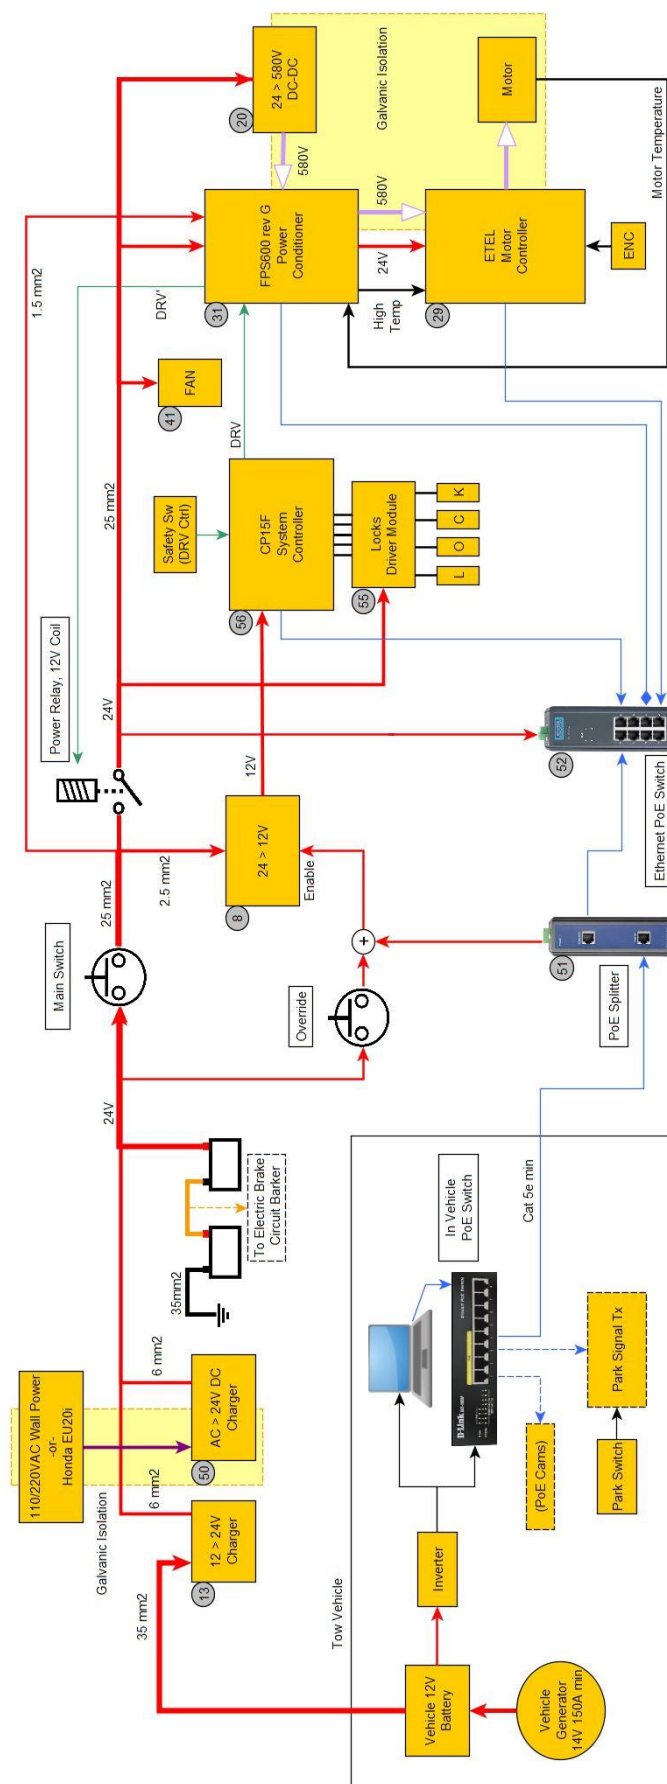 110/220VAC Wall Power
-or-
Honda EU20i
Galvanic Isolation
6 mm2
6 mm2
35 mm2
12 > 24V
Charger
13
AC > 24V DC
Charger
50
35mm2
To Electric Brake
Circuit Barker
24V
Main Switch
25 mm2
2.5 mm2
Override
24 > 12V
8
Enable
12V
Power Relay, 12V Coil
24V
25 mm2
1.5 mm2
Safety Sw
(DRV Ctrl)
CP15F
System
Controller
56
Locks
Driver Module
55
L
O
C
K
FAN
41
DRV
DRV'
FPS600 rev G
Power
Conditioner
31
24 > 580V
DC-DC
20
580V
Galvanic Isolation
580V
24V
High
Temp
ETEL
Motor
Controller
29
Motor
ENC
Motor Temperature
Tow Vehicle
Vehicle 12V
Battery
Vehicle
Generator
14V 150A min
Inverter
In Vehicle
PoE Switch
D-Link
(PoE Cams)
Park Switch
Park Signal Tx
Cat 5e min
PoE Splitter
51
52
Ethernet PoE Switch